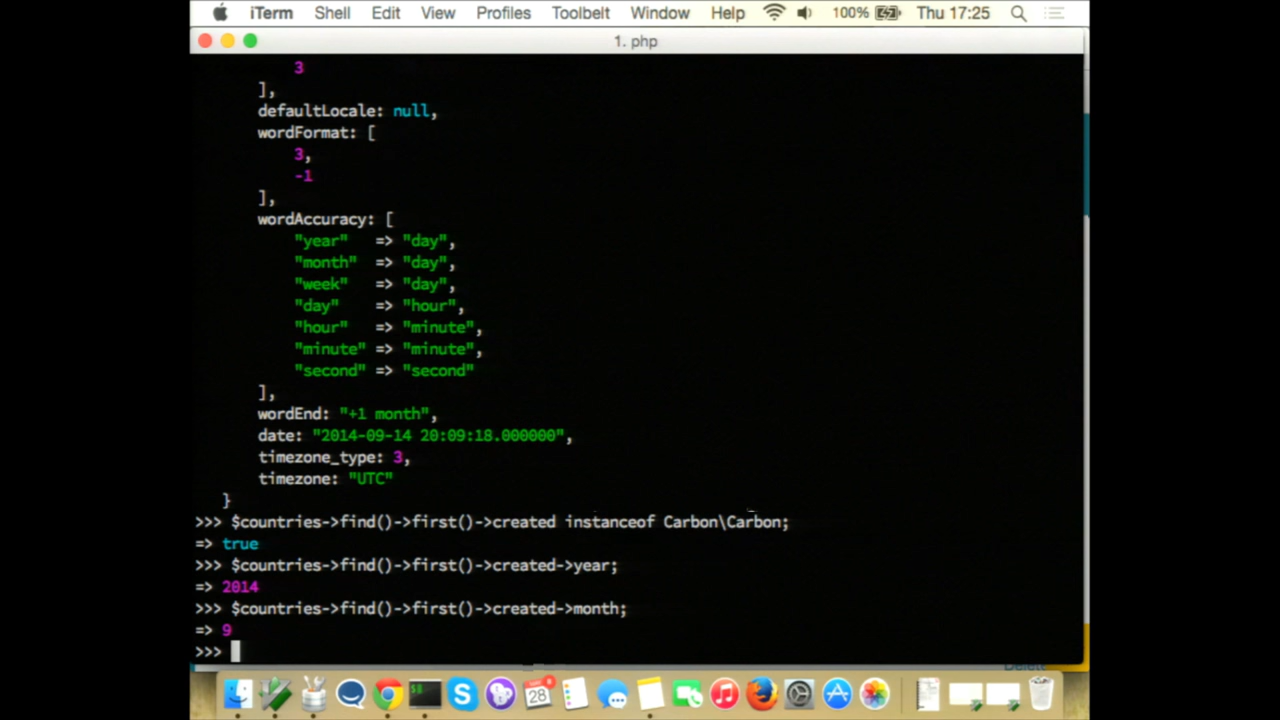 iTerm Shell Edit View Profiles Toolbelt Window Help 100% Thu 17:25
1. php
3
],
defaultLocale: null,
wordFormat: [
3,
-1
],
wordAccuracy: [
"year" => "day",
"month" => "day",
"week" => "day",
"day" => "hour",
"hour" => "minute",
"minute" => "minute",
"second" => "second"
],
wordEnd: "+1 month",
date: "2014-09-14 20:09:18.000000",
timezone_type: 3,
timezone: "UTC"
}
>>> $countries->find()->first()->created instanceof Carbon\Carbon;
=> true
>>> $countries->find()->first()->created->year;
=> 2014
>>> $countries->find()->first()->created->month;
=> 9
>>>
Delete
28